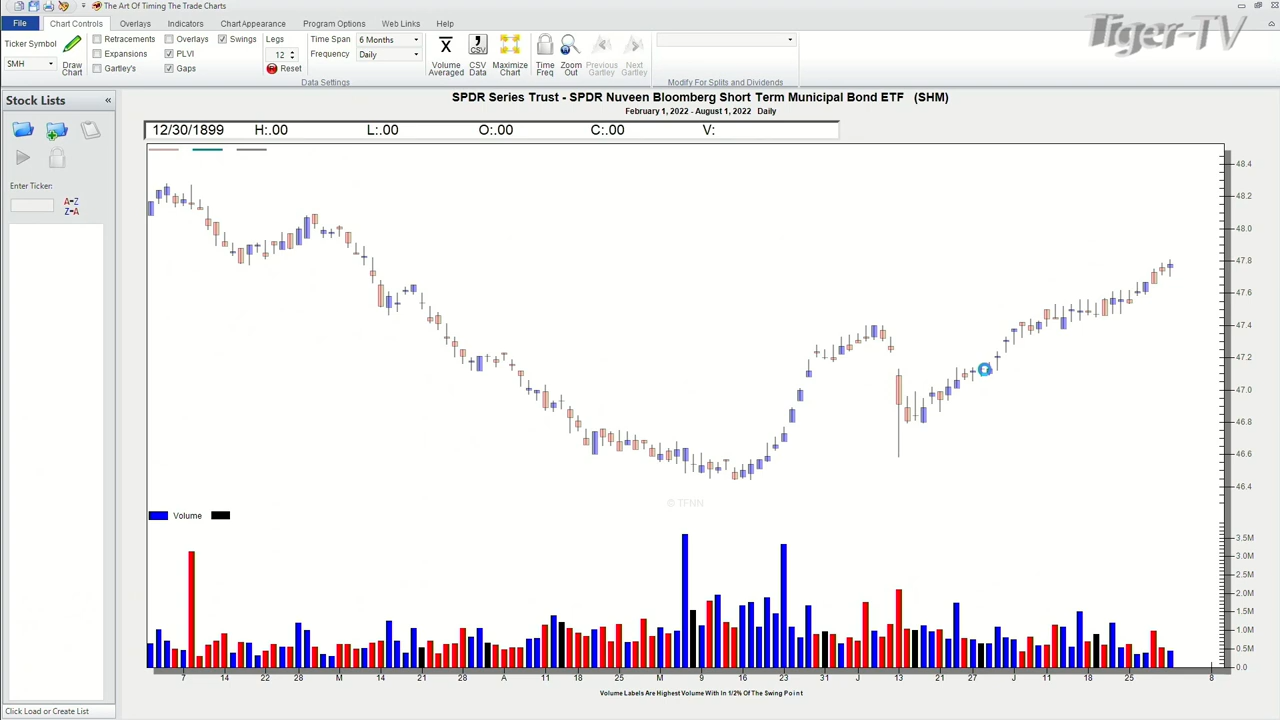 The Art Of Timing The Trade Charts
File Chart Controls Overlays Indicators Chart Appearance Program Options Web Links Help
Tiger-TV
Ticker Symbol
SMH
Draw
Chart
Retracements Overlays Swings
Expansions PLVI
Gartley's Gaps
Legs
12
Reset
Time Span 6 Months
Frequency Daily
Volume
Averaged
CSV
CSV
Data
Maximize
Chart
Time
Freq
Zoom
Out
Previous
Gartley
Next
Gartley
Data Settings
Modify For Splits and Dividends
Stock Lists «
Enter Ticker:
A-Z
Z-A
Click Load or Create List
SPDR Series Trust - SPDR Nuveen Bloomberg Short Term Municipal Bond ETF (SHM)
February 1, 2022 - August 1, 2022 Daily
12/30/1899 H:.00 L:.00 O:.00 C:.00 V:
48.4
48.2
48.0
47.8
47.6
47.4
47.2
47.0
46.8
46.6
46.4
© TFNN
Volume
3.5M
3.0M
2.5M
2.0M
1.5M
1.0M
0.5M
0.0
7 14 22 28 M 14 21 28 A 11 18 25 M 9 16 23 31 J 13 21 27 J 11 18 25 8
Volume Labels Are Highest Volume With In 1/2% Of The Swing Point